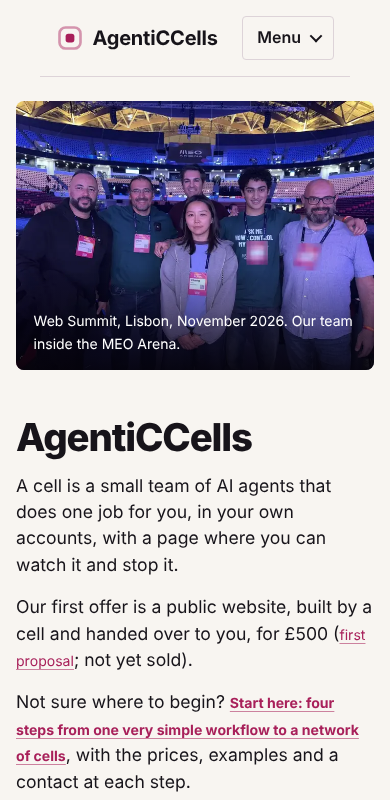 AgentiCCells
Menu
MEO
ASK ME
HOW
Web Summit, Lisbon, November 2026. Our team
inside the MEO Arena.
AgentiCCells
A cell is a small team of AI agents that
does one job for you, in your own
accounts, with a page where you can
watch it and stop it.
Our first offer is a public website, built by a
cell and handed over to you, for £500 (first
proposal; not yet sold).
Not sure where to begin? Start here: four
steps from one very simple workflow to a network
of cells, with the prices, examples and a
contact at each step.